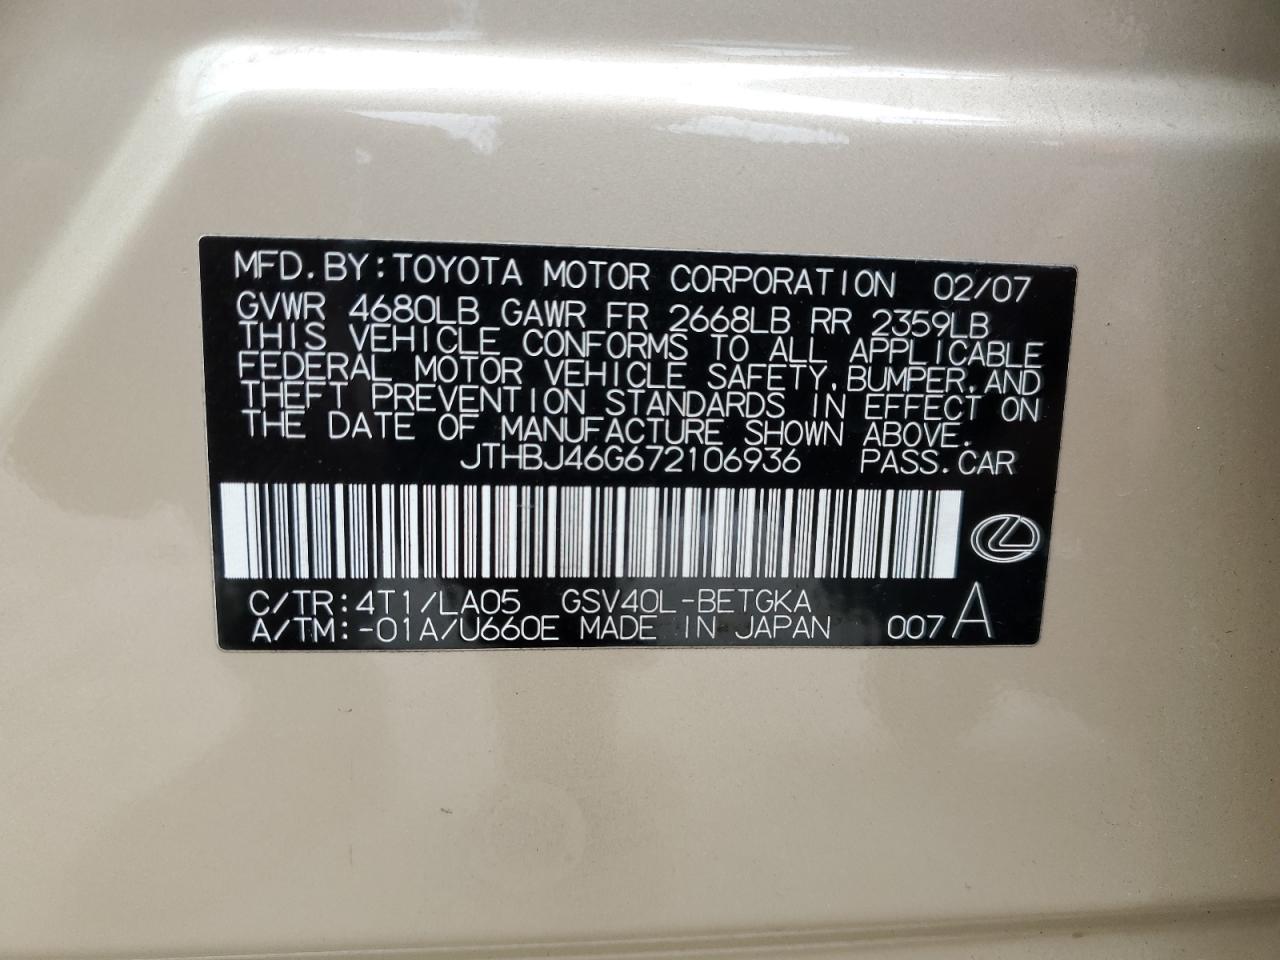 MFD.BY:TOYOTA MOTOR CORPORATION 02/07
GVWR 4680LB GAWR FR 2668LB RR 2359LB
THIS VEHICLE CONFORMS TO ALL APPLICABLE
FEDERAL MOTOR VEHICLE SAFETY,BUMPER,AND
THEFT PREVENTION STANDARDS IN EFFECT ON
THE DATE OF MANUFACTURE SHOWN ABOVE.
JTHBJ46G672106936 PASS.CAR
C/TR:4T1/LA05 GSV40L-BETGKA
A/TM:-01A/U660E MADE IN JAPAN 007A